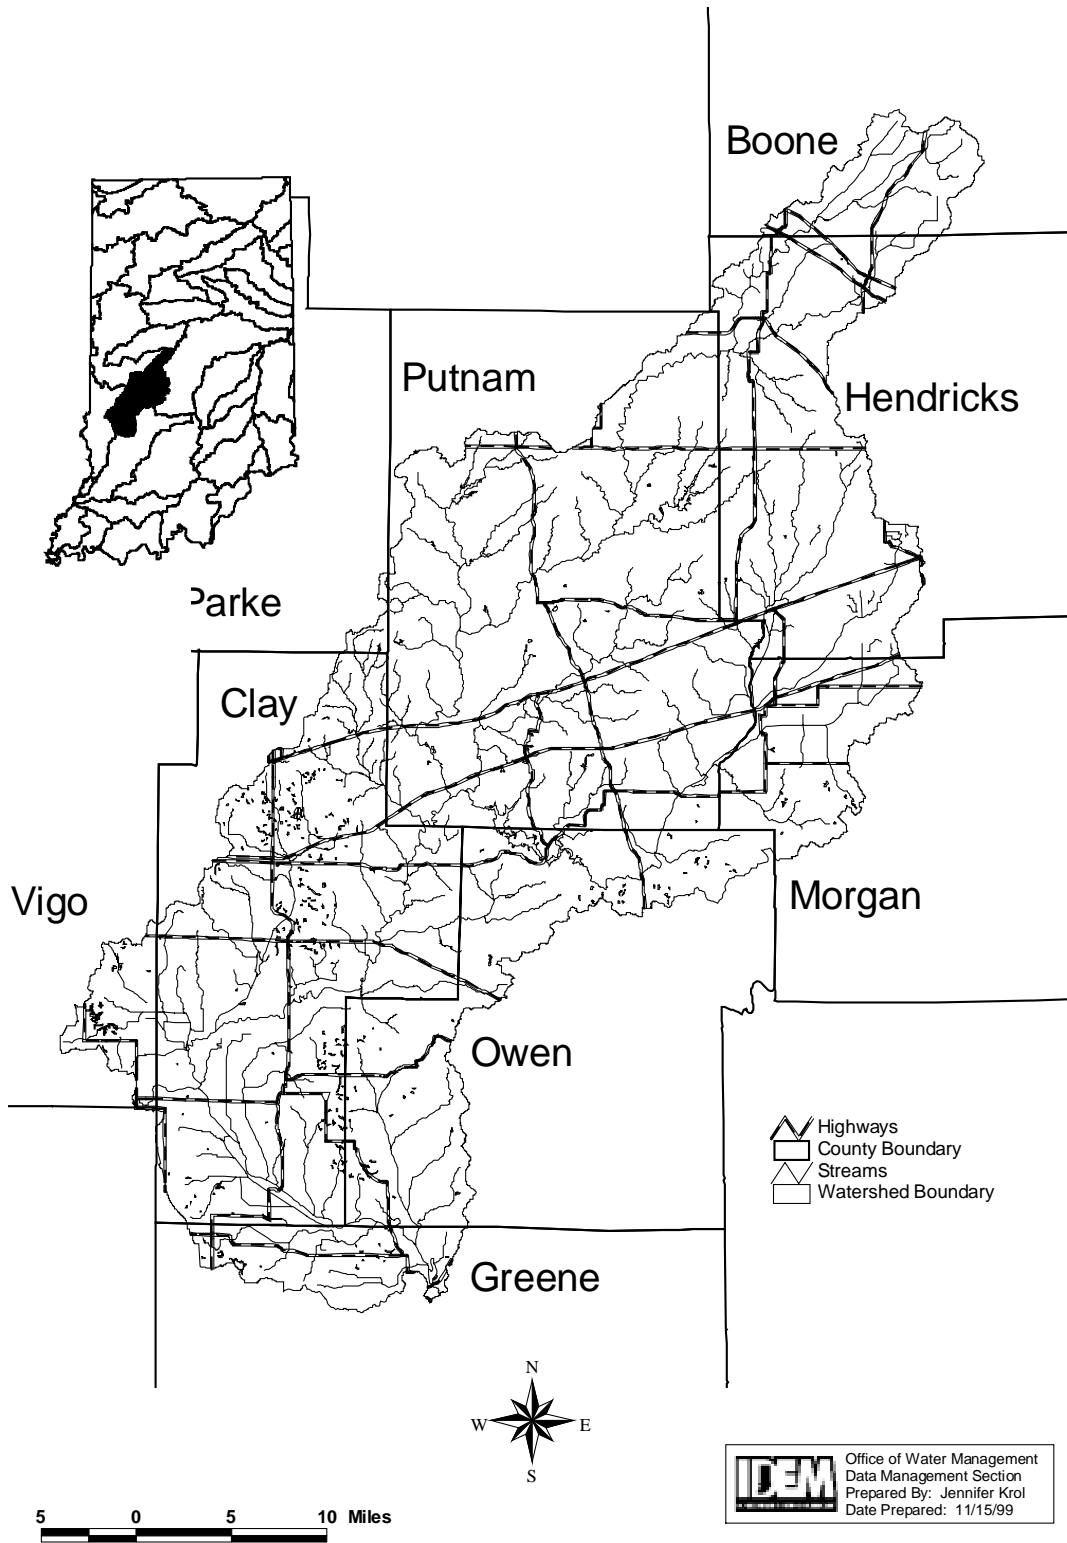 Boone
Putnam
Hendricks
Parke
Clay
Vigo
Morgan
Owen
Highways
County Boundary
Streams
Watershed Boundary
Greene
N
W E
S
IDEM
Office of Water Management
Data Management Section
Prepared By: Jennifer Krol
Date Prepared: 11/15/99
5 0 5 10 Miles